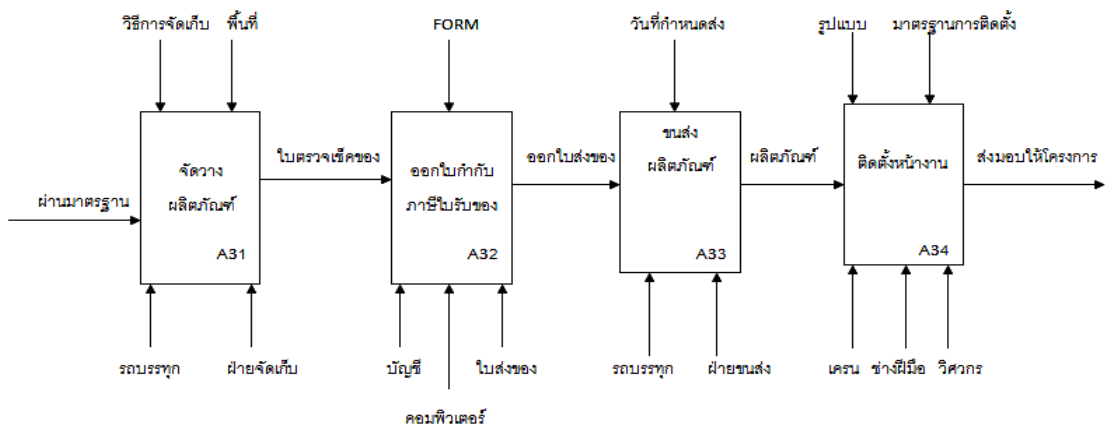 วิธีการจัดเก็บ พื้นที่ FORM วันที่กำหนดส่ง รูปแบบ มาตรฐานการติดตั้ง
ขนส่ง
ใบตรวจเช็คของ ออกใบส่งของ ผลิตภัณฑ์ ผลิตภัณฑ์ ส่งมอบให้โครงการ
จัดวาง ออกใบกำกับ ติดตั้งหน้างาน
ผ่านมาตรฐาน ผลิตภัณฑ์ ภาษีใบรับของ
A31 A32 A33 A34
รถบรรทุก ฝ่ายจัดเก็บ บัญชี ใบส่งของ รถบรรทุก ฝ่ายขนส่ง เครน ช่างฝีมือ วิศวกร
คอมพิวเตอร์